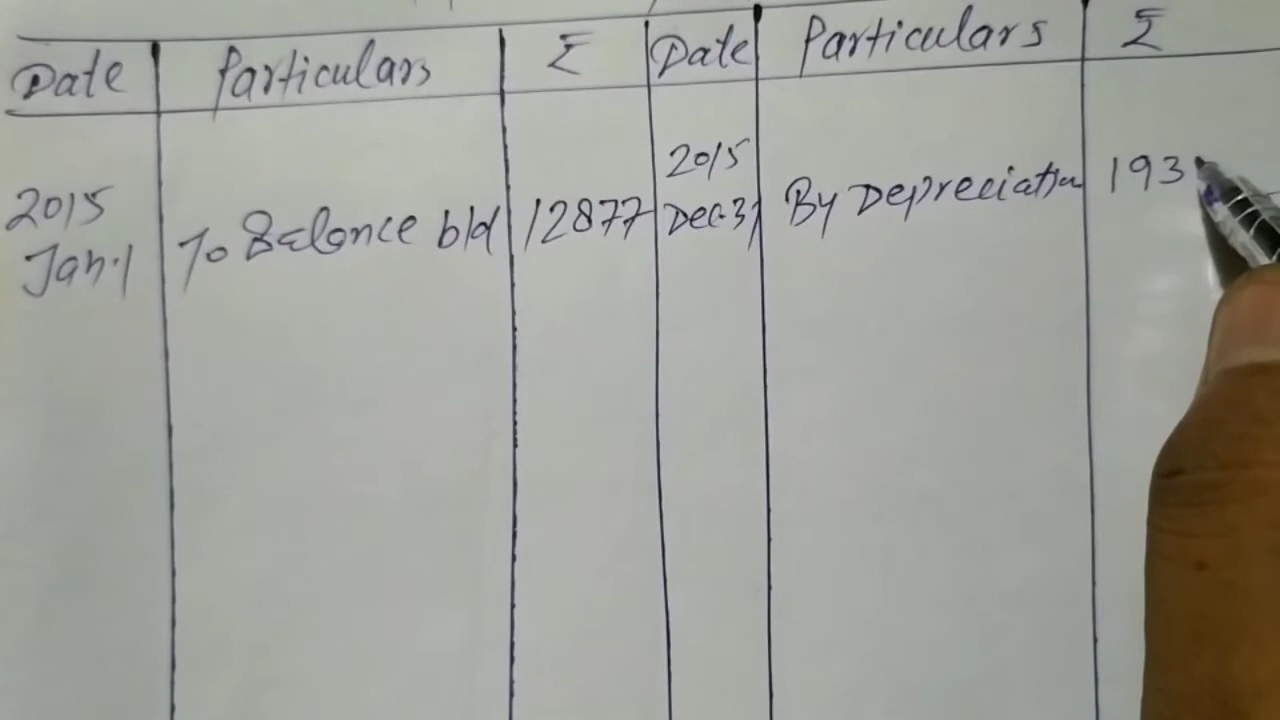 Date Particulars ₹ Date Particulars ₹
2015 Jan.1 To Balance b/d 12877 2015 Dec.31 By Depreciation 193